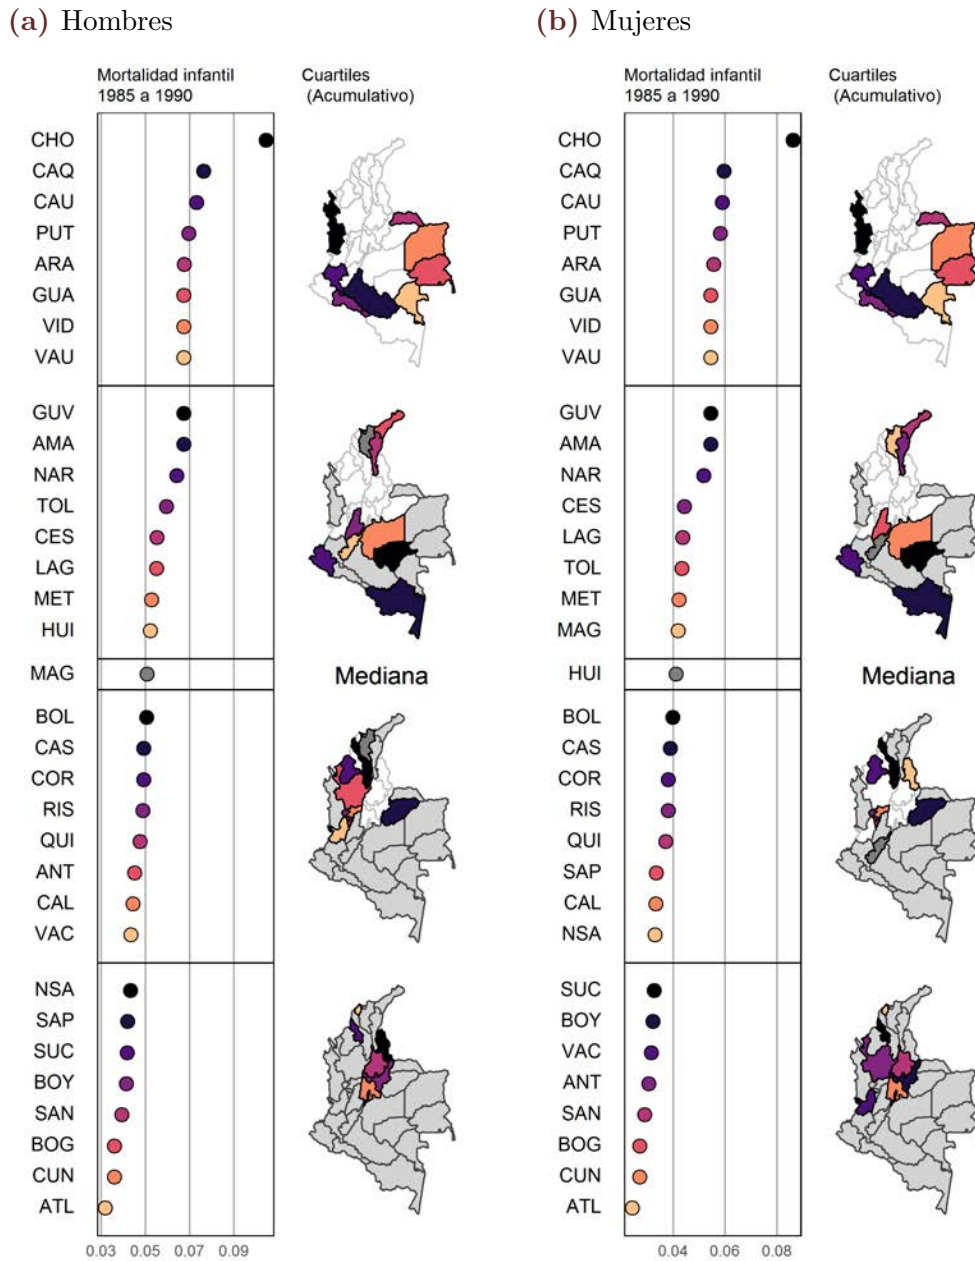 (a) Hombres
Mortalidad infantil
1985 a 1990
Cuartiles
(Acumulativo)
CHO
CAQ
CAU
PUT
ARA
GUA
VID
VAU
GUV
AMA
NAR
TOL
CES
LAG
MET
HUI
MAG
Mediana
BOL
CAS
COR
RIS
QUI
ANT
CAL
VAC
NSA
SAP
SUC
BOY
SAN
BOG
CUN
ATL
0.03 0.05 0.07 0.09
(b) Mujeres
Mortalidad infantil
1985 a 1990
Cuartiles
(Acumulativo)
CHO
CAQ
CAU
PUT
ARA
GUA
VID
VAU
GUV
AMA
NAR
CES
LAG
TOL
MET
MAG
HUI
Mediana
BOL
CAS
COR
RIS
QUI
SAP
CAL
NSA
SUC
BOY
VAC
ANT
SAN
BOG
CUN
ATL
0.04 0.06 0.08